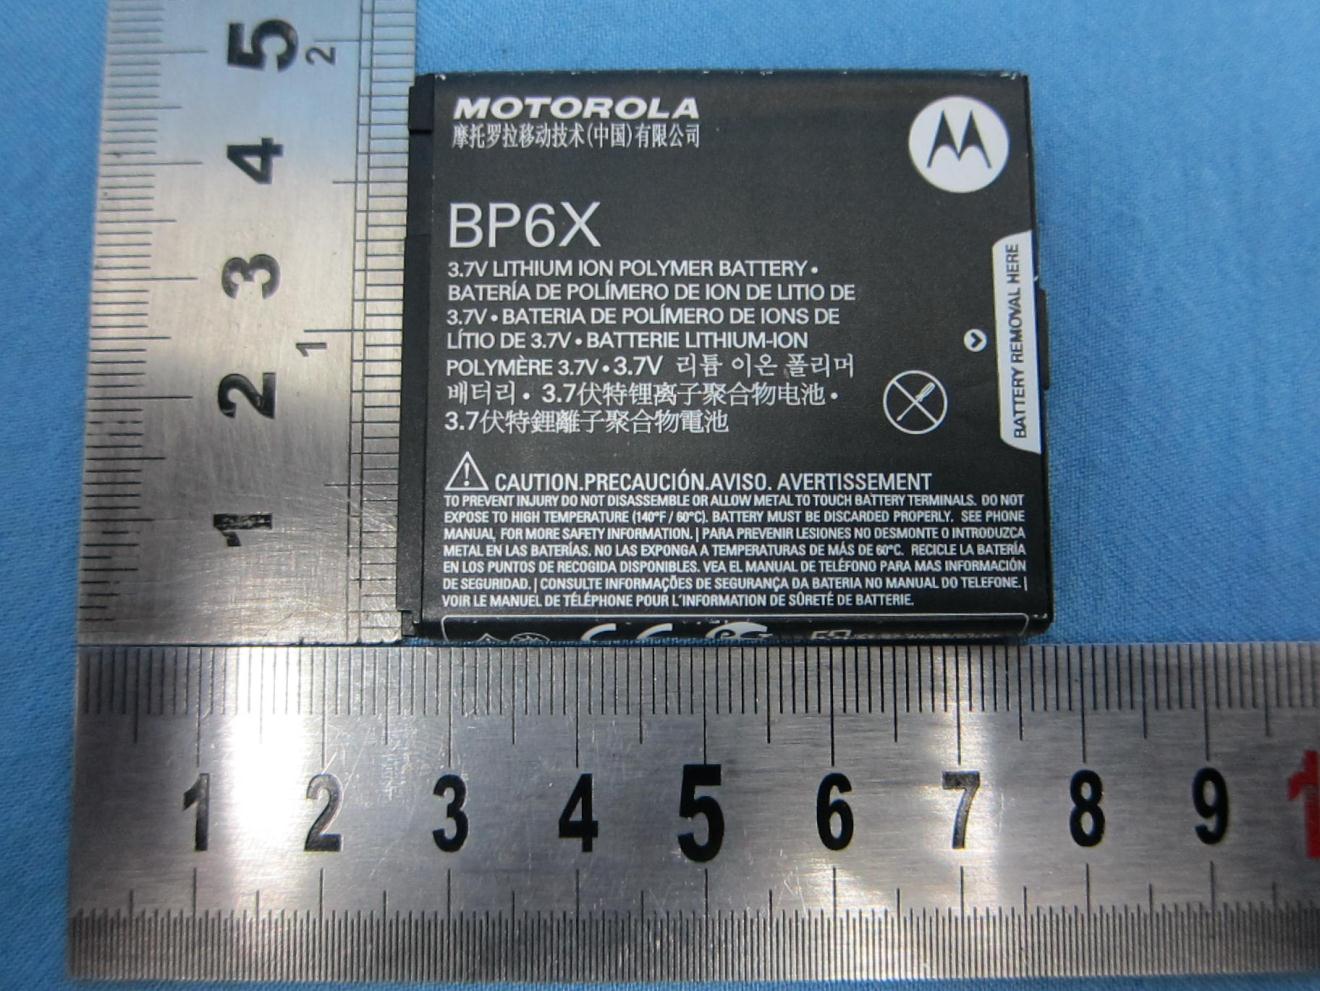 MOTOROLA
摩托罗拉移动技术(中国)有限公司
BP6X
3.7V LITHIUM ION POLYMER BATTERY •
BATERÍA DE POLÍMERO DE ION DE LITIO DE
3.7V • BATERIA DE POLÍMERO DE IONS DE
LÍTIO DE 3.7V • BATTERIE LITHIUM-ION
POLYMÈRE 3.7V • 3.7V 리튬 이온 폴리머
배터리 • 3.7伏特锂离子聚合物电池 •
3.7伏特鋰離子聚合物電池
BATTERY REMOVAL HERE
CAUTION.PRECAUCIÓN.AVISO. AVERTISSEMENT
TO PREVENT INJURY DO NOT DISASSEMBLE OR ALLOW METAL TO TOUCH BATTERY TERMINALS. DO NOT
EXPOSE TO HIGH TEMPERATURE (140°F / 60°C). BATTERY MUST BE DISCARDED PROPERLY. SEE PHONE
MANUAL FOR MORE SAFETY INFORMATION. | PARA PREVENIR LESIONES NO DESMONTE O INTRODUZCA
METAL EN LAS BATERÍAS. NO LAS EXPONGA A TEMPERATURAS DE MÁS DE 60°C. RECICLE LA BATERÍA
EN LOS PUNTOS DE RECOGIDA DISPONIBLES. VEA EL MANUAL DE TELÉFONO PARA MAS INFORMACIÓN
DE SEGURIDAD. | CONSULTE INFORMAÇÕES DE SEGURANÇA DA BATERIA NO MANUAL DO TELEFONE. |
VOIR LE MANUEL DE TÉLÉPHONE POUR L'INFORMATION DE SÛRETÉ DE BATTERIE.
5 2
4
3
1
2
1
1 2 3 4 5 6 7 8 9